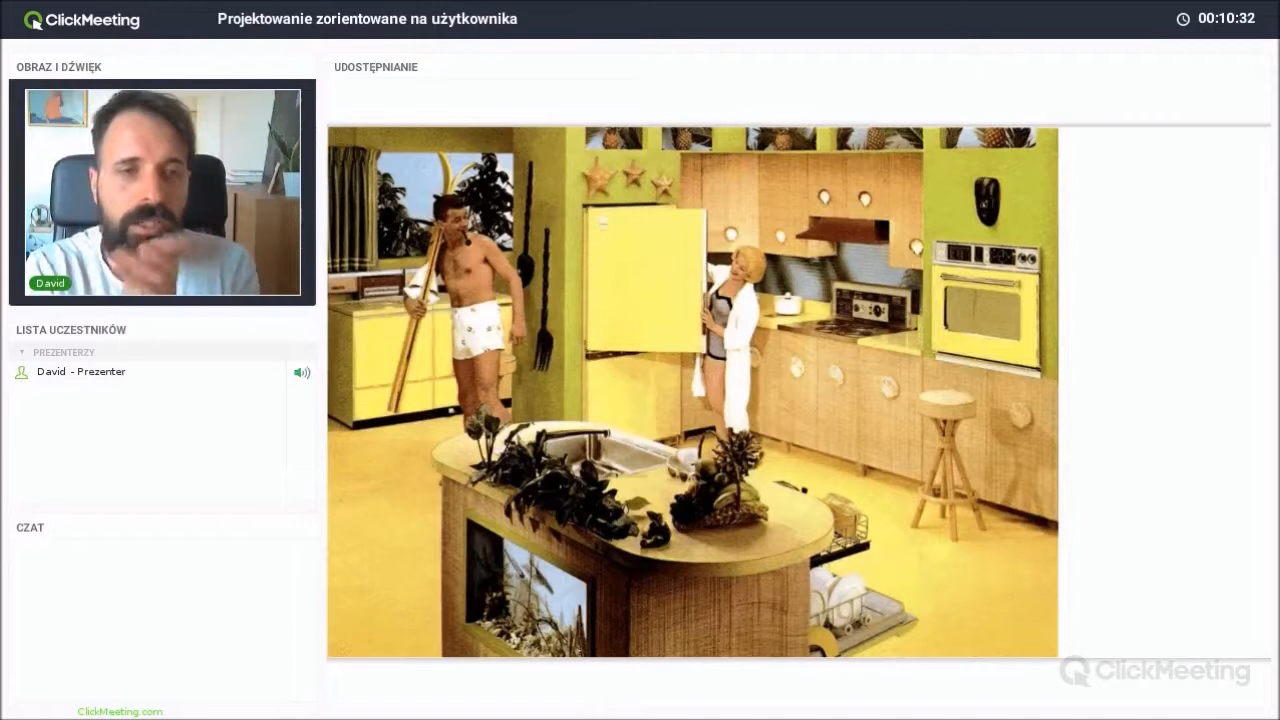 ClickMeeting
Projektowanie zorientowane na użytkownika
00:10:32
OBRAZ I DŹWIĘK
UDOSTĘPNIANIE
David
LISTA UCZESTNIKÓW
PREZENTERZY
David - Prezenter
CZAT
ClickMeeting
ClickMeeting.com